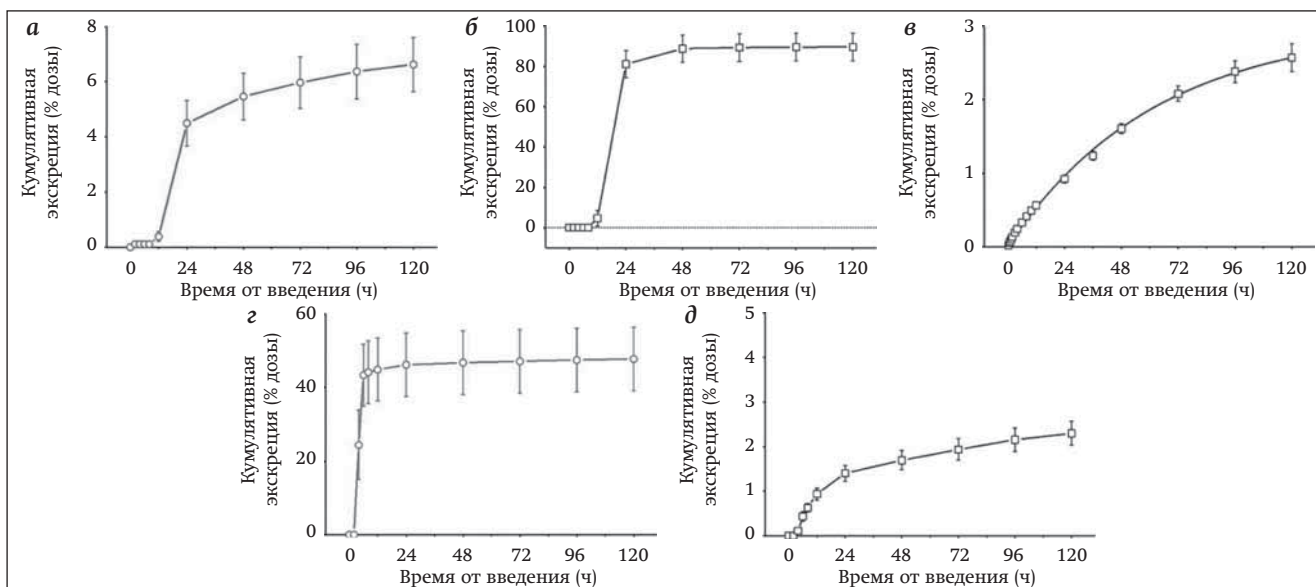 а
Кумулятивная
экскреция (% дозы)
8
6
4
2
0
0 24 48 72 96 120
Время от введения (ч)
б
Кумулятивная
экскреция (% дозы)
100
80
60
40
20
0
0 24 48 72 96 120
Время от введения (ч)
в
Кумулятивная
экскреция (% дозы)
3
2
1
0
0 24 48 72 96 120
Время от введения (ч)
г
Кумулятивная
экскреция (% дозы)
60
40
20
0
0 24 48 72 96 120
Время от введения (ч)
д
Кумулятивная
экскреция (% дозы)
5
4
3
2
1
0
0 24 48 72 96 120
Время от введения (ч)